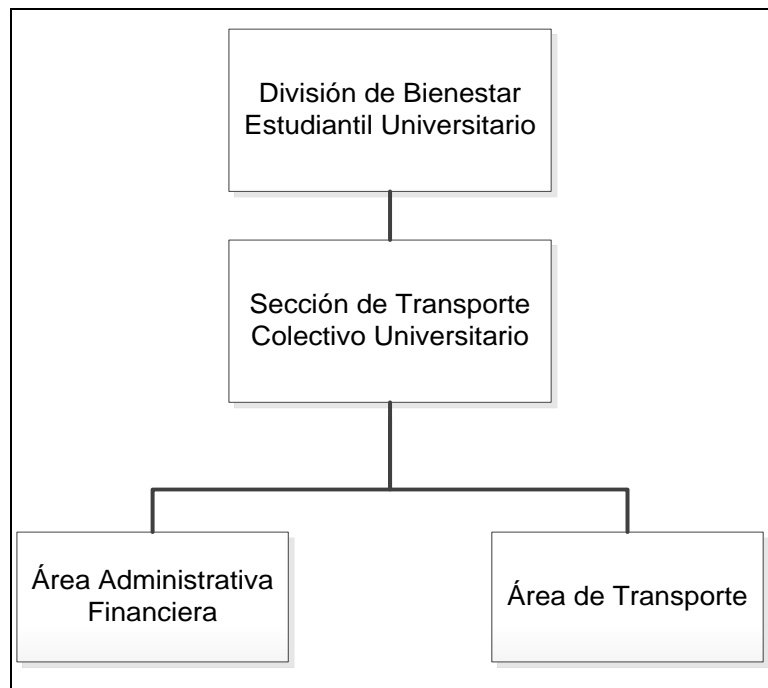 División de Bienestar
Estudiantil Universitario
Sección de Transporte
Colectivo Universitario
Área Administrativa
Financiera
Área de Transporte